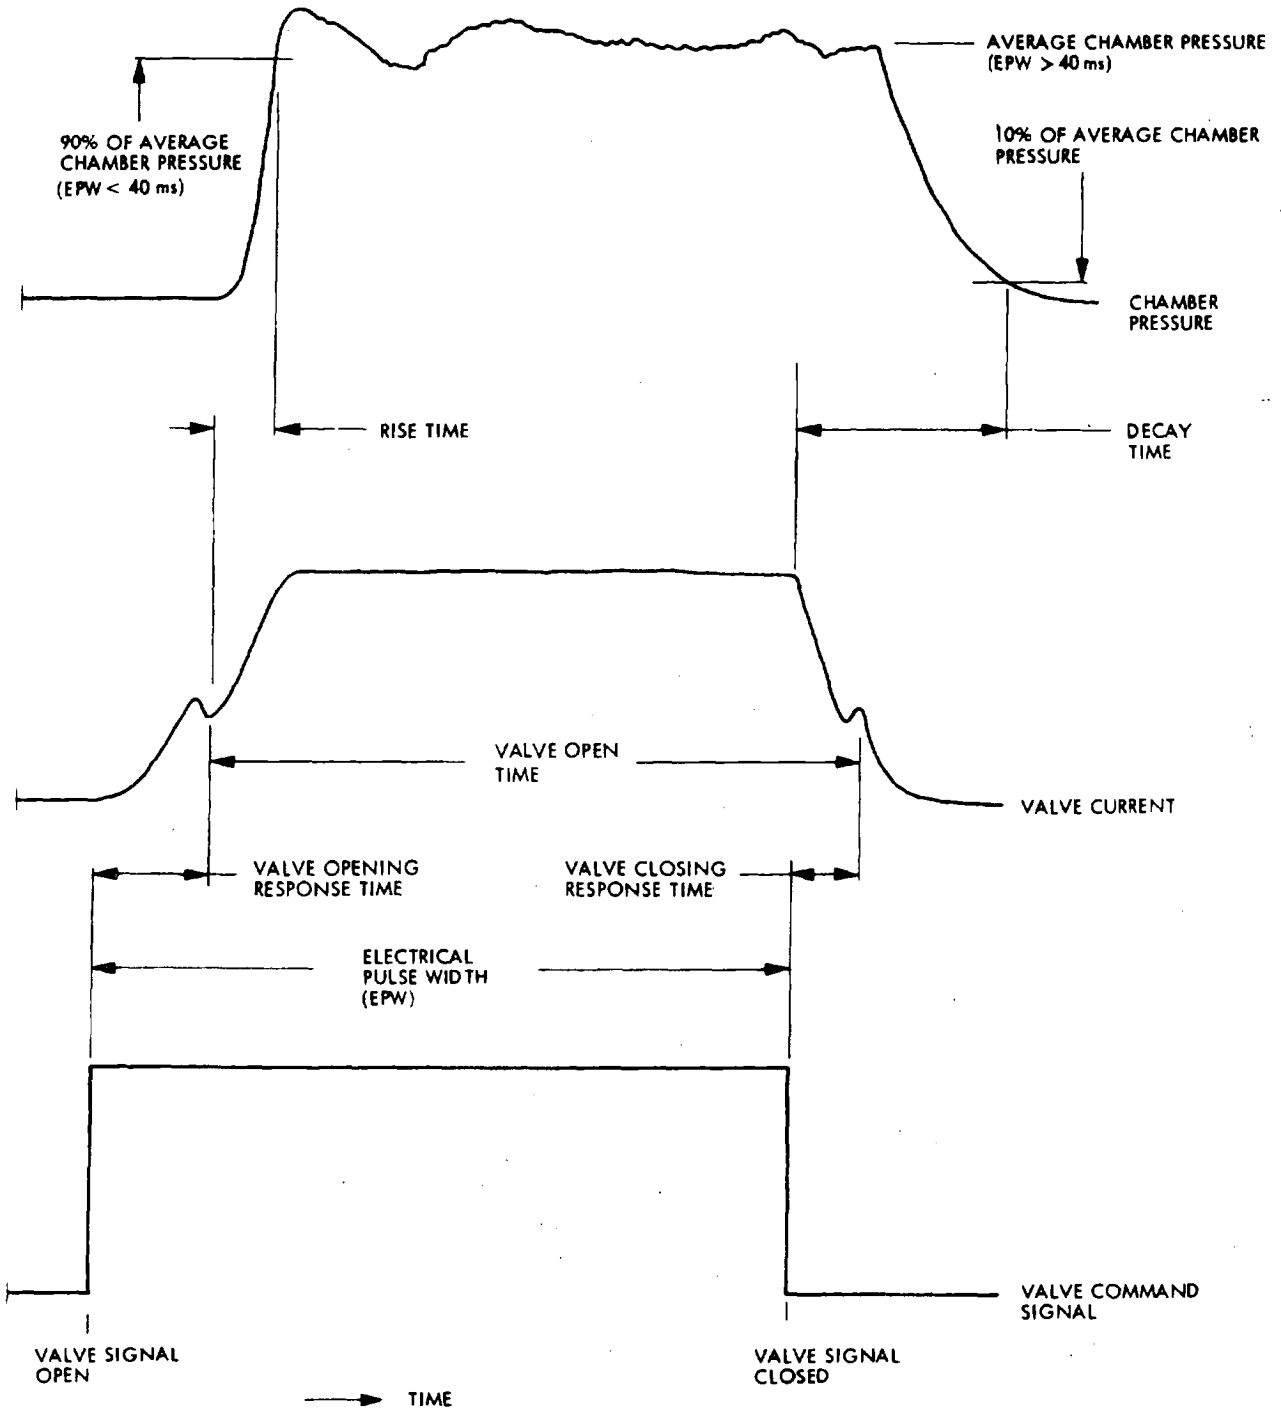 AVERAGE CHAMBER PRESSURE
(EPW > 40 ms)
90% OF AVERAGE
CHAMBER PRESSURE
(EPW < 40 ms)
10% OF AVERAGE CHAMBER
PRESSURE
CHAMBER
PRESSURE
RISE TIME
DECAY
TIME
VALVE OPEN
TIME
VALVE CURRENT
VALVE OPENING
RESPONSE TIME
VALVE CLOSING
RESPONSE TIME
ELECTRICAL
PULSE WIDTH
(EPW)
VALVE COMMAND
SIGNAL
VALVE SIGNAL
OPEN
VALVE SIGNAL
CLOSED
TIME